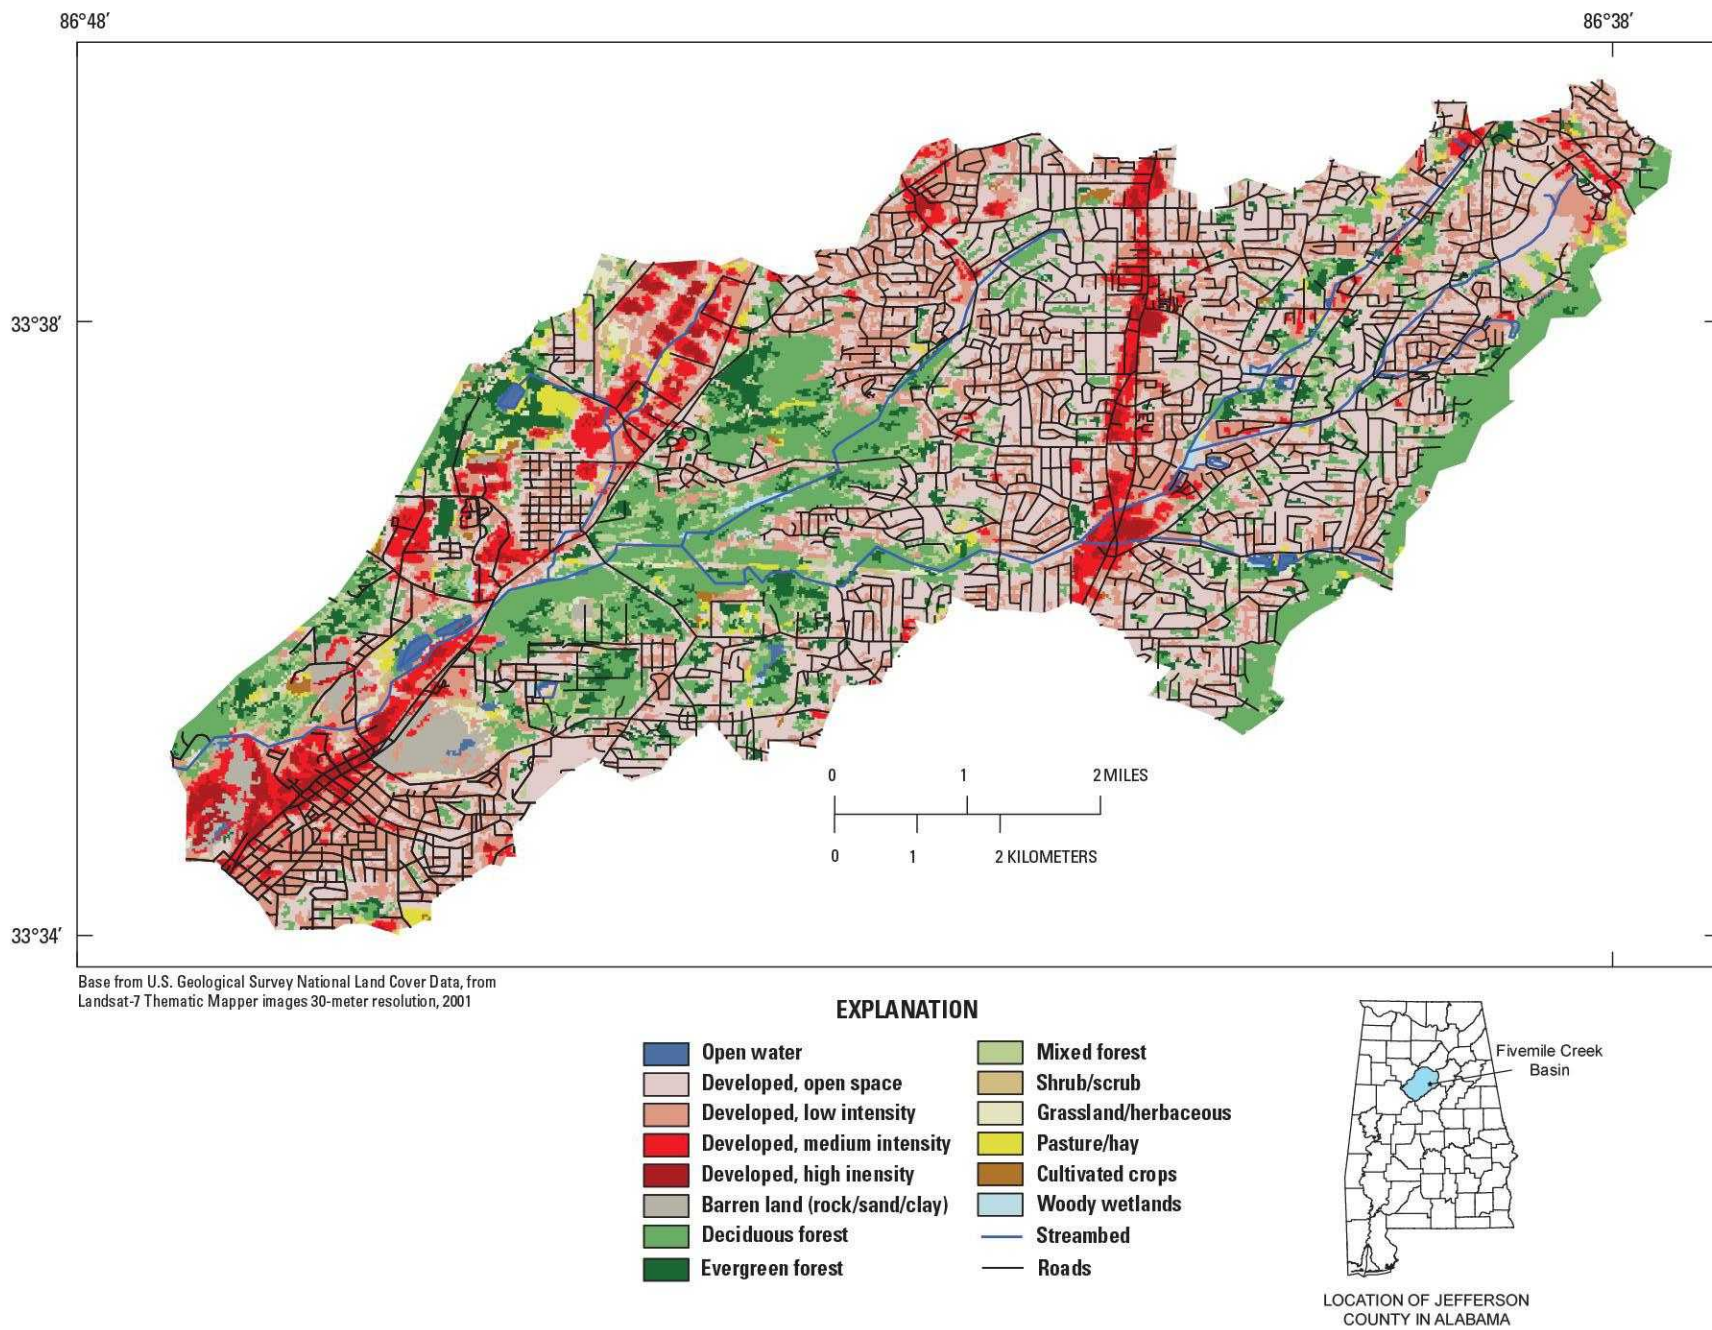 86°48′
86°38′
33°38′
33°34′
0 1 2 MILES
0 1 2 KILOMETERS
Base from U.S. Geological Survey National Land Cover Data, from
Landsat-7 Thematic Mapper images 30-meter resolution, 2001
EXPLANATION
Open water
Developed, open space
Developed, low intensity
Developed, medium intensity
Developed, high inensity
Barren land (rock/sand/clay)
Deciduous forest
Evergreen forest
Mixed forest
Shrub/scrub
Grassland/herbaceous
Pasture/hay
Cultivated crops
Woody wetlands
Streambed
Roads
Fivemile Creek
Basin
LOCATION OF JEFFERSON
COUNTY IN ALABAMA